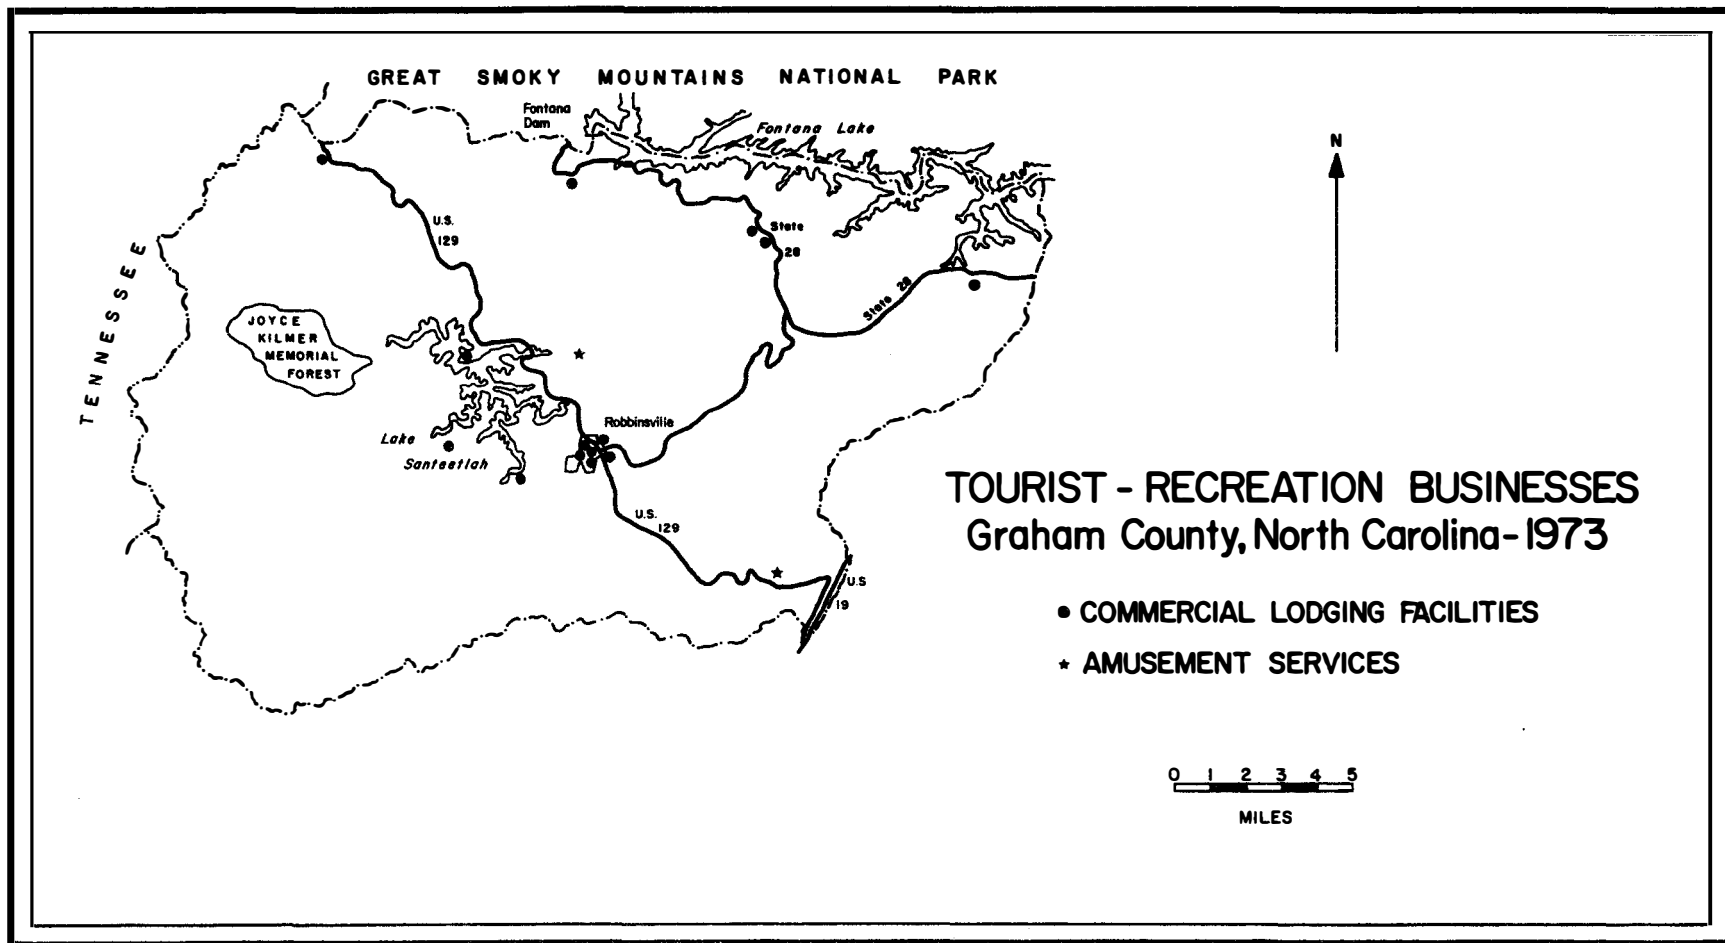 GREAT SMOKY MOUNTAINS NATIONAL PARK
Fontana
Dam
Fontana Lake
N
U.S.
129
State
28
TENNESSEE
State 28
JOYCE
KILMER
MEMORIAL
FOREST
Robbinsville
Lake
Santeetlah
TOURIST - RECREATION BUSINESSES
Graham County, North Carolina - 1973
U.S.
129
U.S
19
COMMERCIAL LODGING FACILITIES
AMUSEMENT SERVICES
0 1 2 3 4 5
MILES